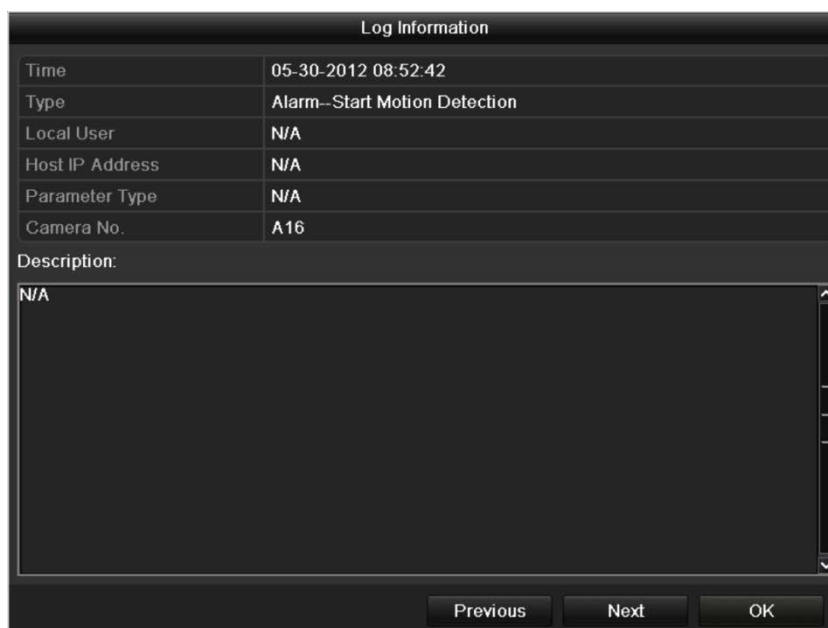 Log Information
Time 05-30-2012 08:52:42
Type Alarm--Start Motion Detection
Local User N/A
Host IP Address N/A
Parameter Type N/A
Camera No. A16
Description:
N/A
Previous Next OK